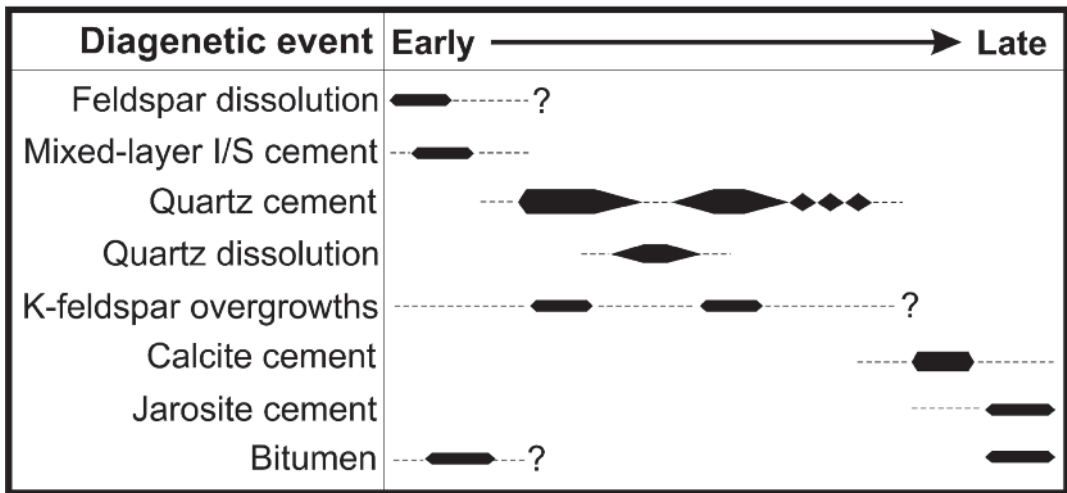 Diagenetic event Early Late
Feldspar dissolution ?
Mixed-layer I/S cement
Quartz cement
Quartz dissolution
K-feldspar overgrowths ?
Calcite cement
Jarosite cement
Bitumen ?